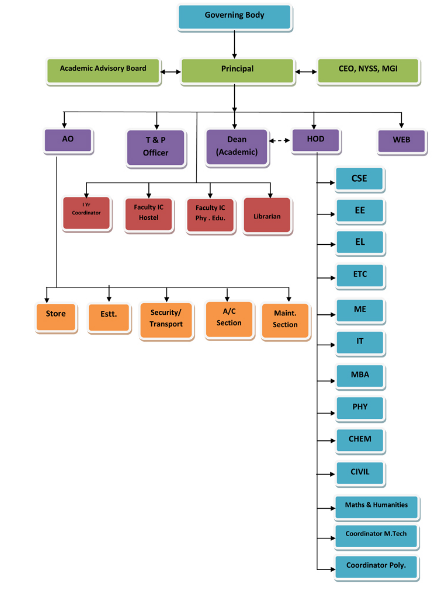 Governing Body
Academic Advisory Board
Principal
CEO, NYSS, MGI
AO
T & P
Officer
Dean
(Academic)
HOD
WEB
I Yr
Coordinator
Faculty IC
Hostel
Faculty IC
Phy . Edu.
Librarian
Store
Estt.
Security/
Transport
A/C
Section
Maint.
Section
CSE
EE
EL
ETC
ME
IT
MBA
PHY
CHEM
CIVIL
Maths & Humanities
Coordinator M.Tech
Coordinator Poly.